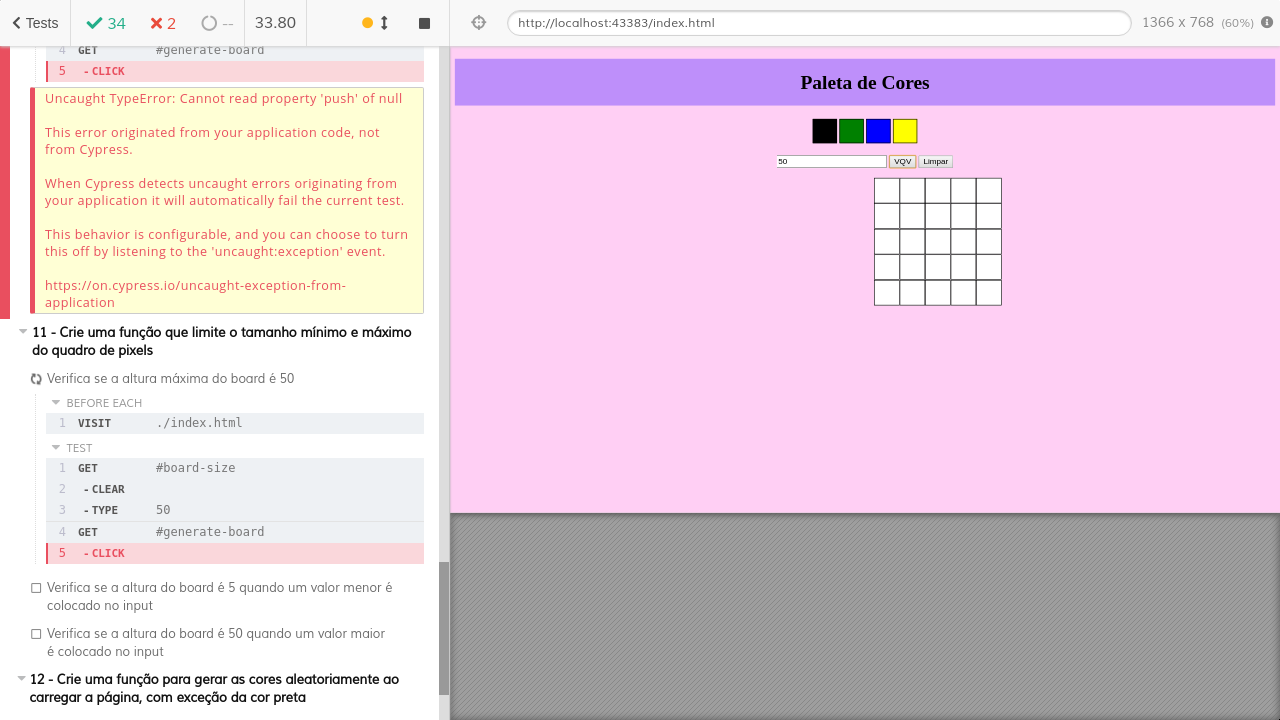 Tests 34 2 -- 33.80
http://localhost:43383/index.html 1366 x 768 (60%)
4 GET #generate-board
5 -CLICK
Uncaught TypeError: Cannot read property 'push' of null
This error originated from your application code, not
from Cypress.
When Cypress detects uncaught errors originating from
your application it will automatically fail the current test.
This behavior is configurable, and you can choose to turn
this off by listening to the 'uncaught:exception' event.
https://on.cypress.io/uncaught-exception-from-
application
11 - Crie uma função que limite o tamanho mínimo e máximo
do quadro de pixels
Verifica se a altura máxima do board é 50
BEFORE EACH
1 VISIT ./index.html
TEST
1 GET #board-size
2 -CLEAR
3 -TYPE 50
4 GET #generate-board
5 -CLICK
Verifica se a altura do board é 5 quando um valor menor é
colocado no input
Verifica se a altura do board é 50 quando um valor maior
é colocado no input
12 - Crie uma função para gerar as cores aleatoriamente ao
carregar a página, com exceção da cor preta
Paleta de Cores
50 VQV Limpar